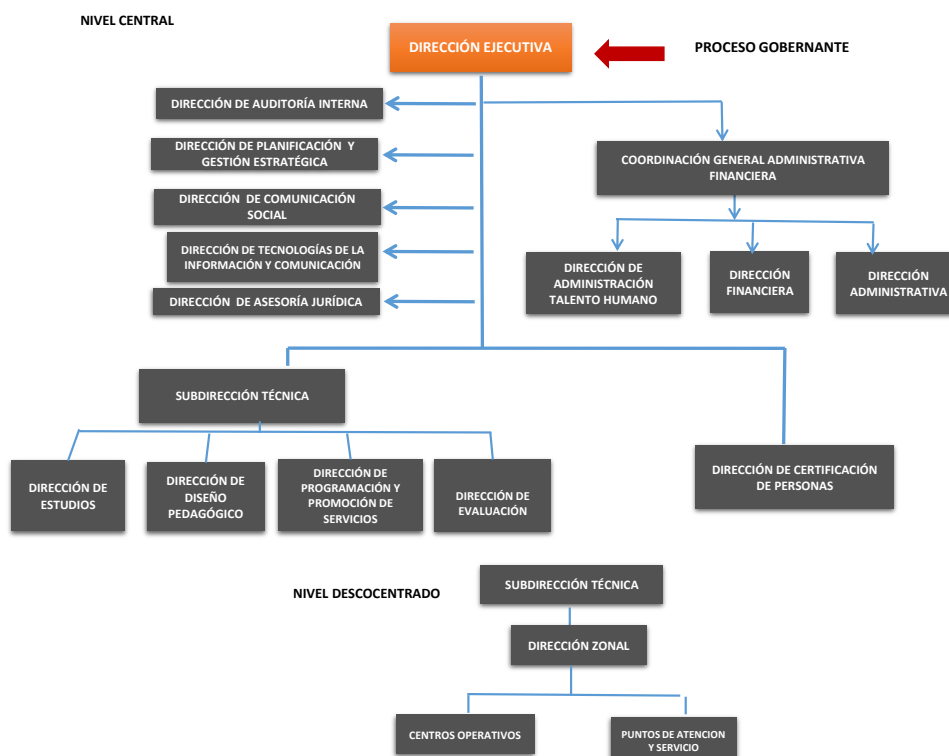 NIVEL CENTRAL
DIRECCIÓN EJECUTIVA
PROCESO GOBERNANTE
DIRECCIÓN DE AUDITORÍA INTERNA
DIRECCIÓN DE PLANIFICACIÓN Y
GESTIÓN ESTRATÉGICA
COORDINACIÓN GENERAL ADMINISTRATIVA
FINANCIERA
DIRECCIÓN DE COMUNICACIÓN
SOCIAL
DIRECCIÓN DE TECNOLOGÍAS DE LA
INFORMACIÓN Y COMUNICACIÓN
DIRECCIÓN DE ASESORÍA JURÍDICA
DIRECCIÓN DE
ADMINISTRACIÓN
TALENTO HUMANO
DIRECCIÓN
FINANCIERA
DIRECCIÓN
ADMINISTRATIVA
SUBDIRECCIÓN TÉCNICA
DIRECCIÓN DE
ESTUDIOS
DIRECCIÓN DE
DISEÑO
PEDAGÓGICO
DIRECCIÓN DE
PROGRAMACIÓN Y
PROMOCIÓN DE
SERVICIOS
DIRECCIÓN DE
EVALUACIÓN
DIRECCIÓN DE CERTIFICACIÓN
DE PERSONAS
NIVEL DESCOCENTRADO
SUBDIRECCIÓN TÉCNICA
DIRECCIÓN ZONAL
CENTROS OPERATIVOS
PUNTOS DE ATENCION
Y SERVICIO